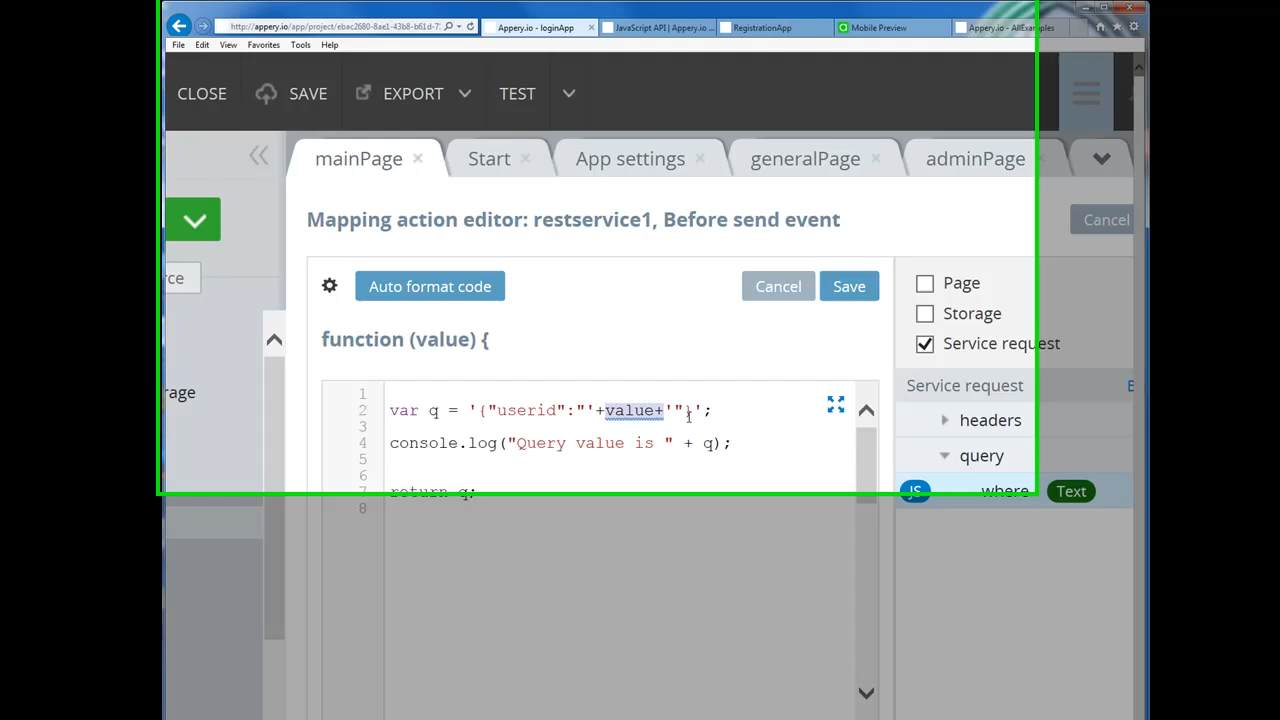 http://appery.io/app/project/ebac2680-8ae1-43b8-b61d-7
Appery.io - loginApp
JavaScript API | Appery.io ...
RegistrationApp
Mobile Preview
Appery.io - AllExamples
File Edit View Favorites Tools Help
CLOSE SAVE EXPORT TEST
mainPage × Start × App settings × generalPage × adminPage ×
Mapping action editor: restservice1, Before send event
Cancel
rce
Auto format code
Cancel Save
Page
Storage
Service request
function (value) {
Service request
rage
headers
query
JS where Text
1
2 var q = '{"userid":"'+value+'"}';
3
4 console.log("Query value is " + q);
5
6
7 return q;
8